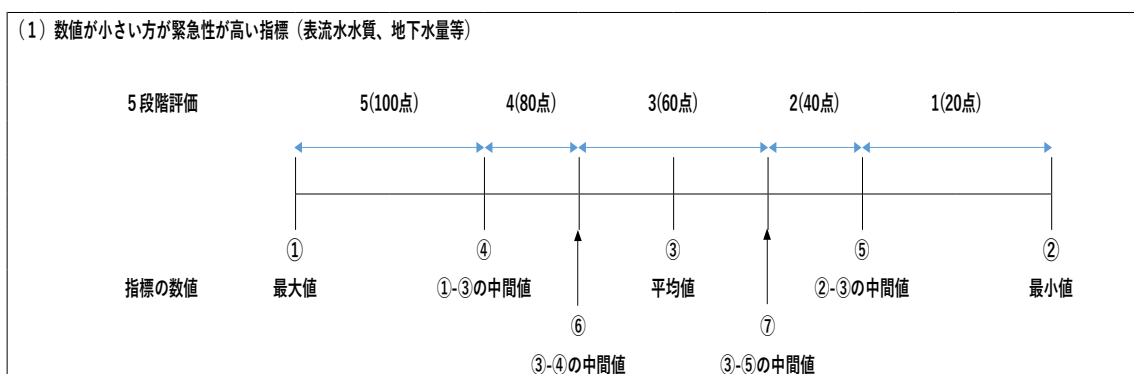 （1）数値が小さい方が緊急性が高い指標（表流水水質、地下水量等）
５段階評価 5(100点) 4(80点) 3(60点) 2(40点) 1(20点)
① ④ ③ ⑤ ②
指標の数値 最大値 ①-③の中間値 平均値 ②-③の中間値 最小値
⑥ ⑦
③-④の中間値 ③-⑤の中間値